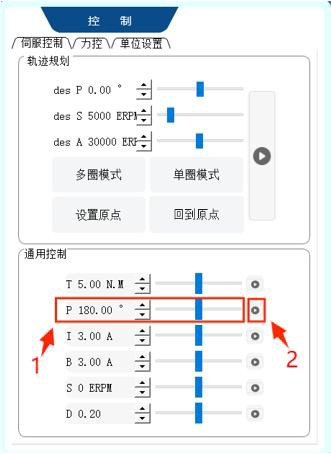 控 制
伺服控制 力控 单位设置
轨迹规划
des P 0.00 °
des S 5000 ERPM
des A 30000 ER
多圈模式 单圈模式
设置原点 回到原点
通用控制
T 5.00 N.M
P 180.00 °
I 3.00 A
B 3.00 A
S 0 ERPM
D 0.20
1 2